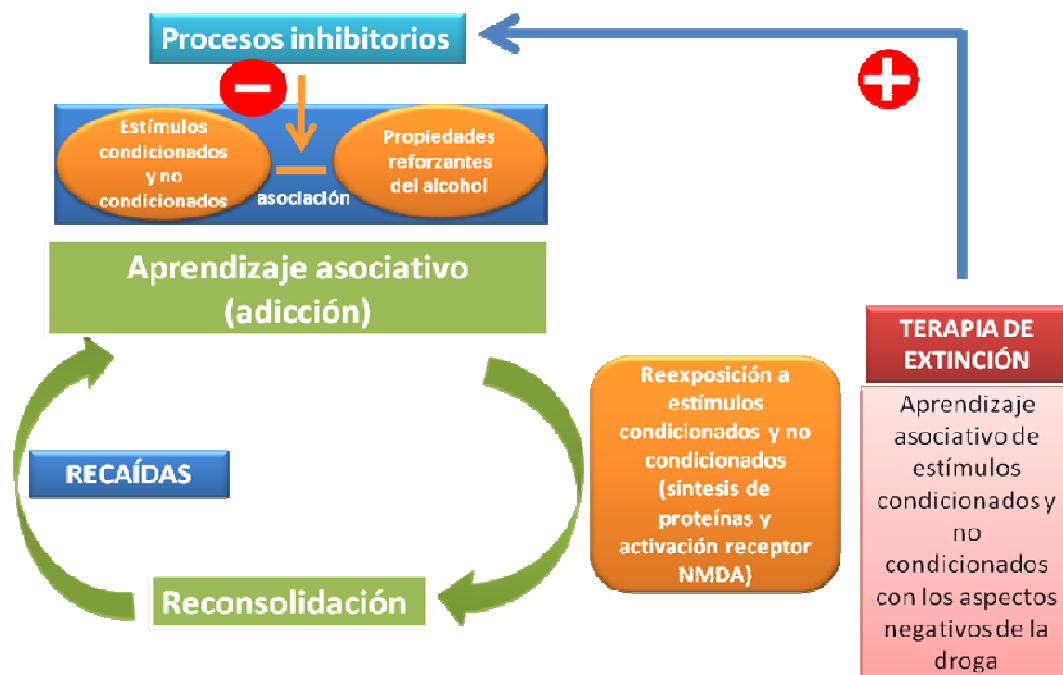 Procesos inhibitorios
Estímulos
condicionados
y no
condicionados
asociación
Propiedades
reforzantes
del alcohol
Aprendizaje asociativo
(adicción)
Reexposición a
estímulos
condicionados y no
condicionados
(síntesis de
proteínas y
activación receptor
NMDA}
RECAÍDAS
Reconsolidación
TERAPIA DE
EXTINCIÓN
Aprendizaje
asociativo de
estímulos
condicionados y
no
condicionados
con los aspectos
negativos de la
droga